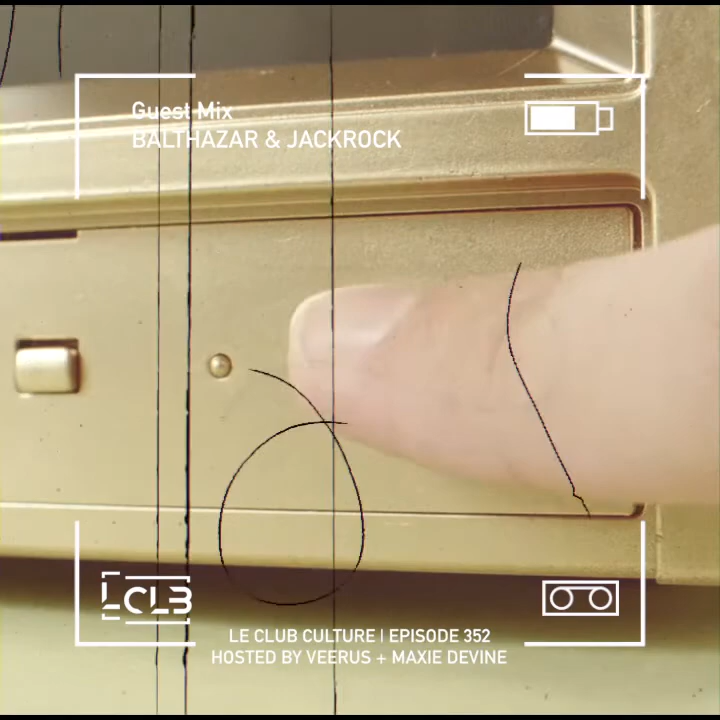 Guest Mix
BALTHAZAR & JACKROCK
LCLB
LE CLUB CULTURE | EPISODE 352
HOSTED BY VEERUS + MAXIE DEVINE